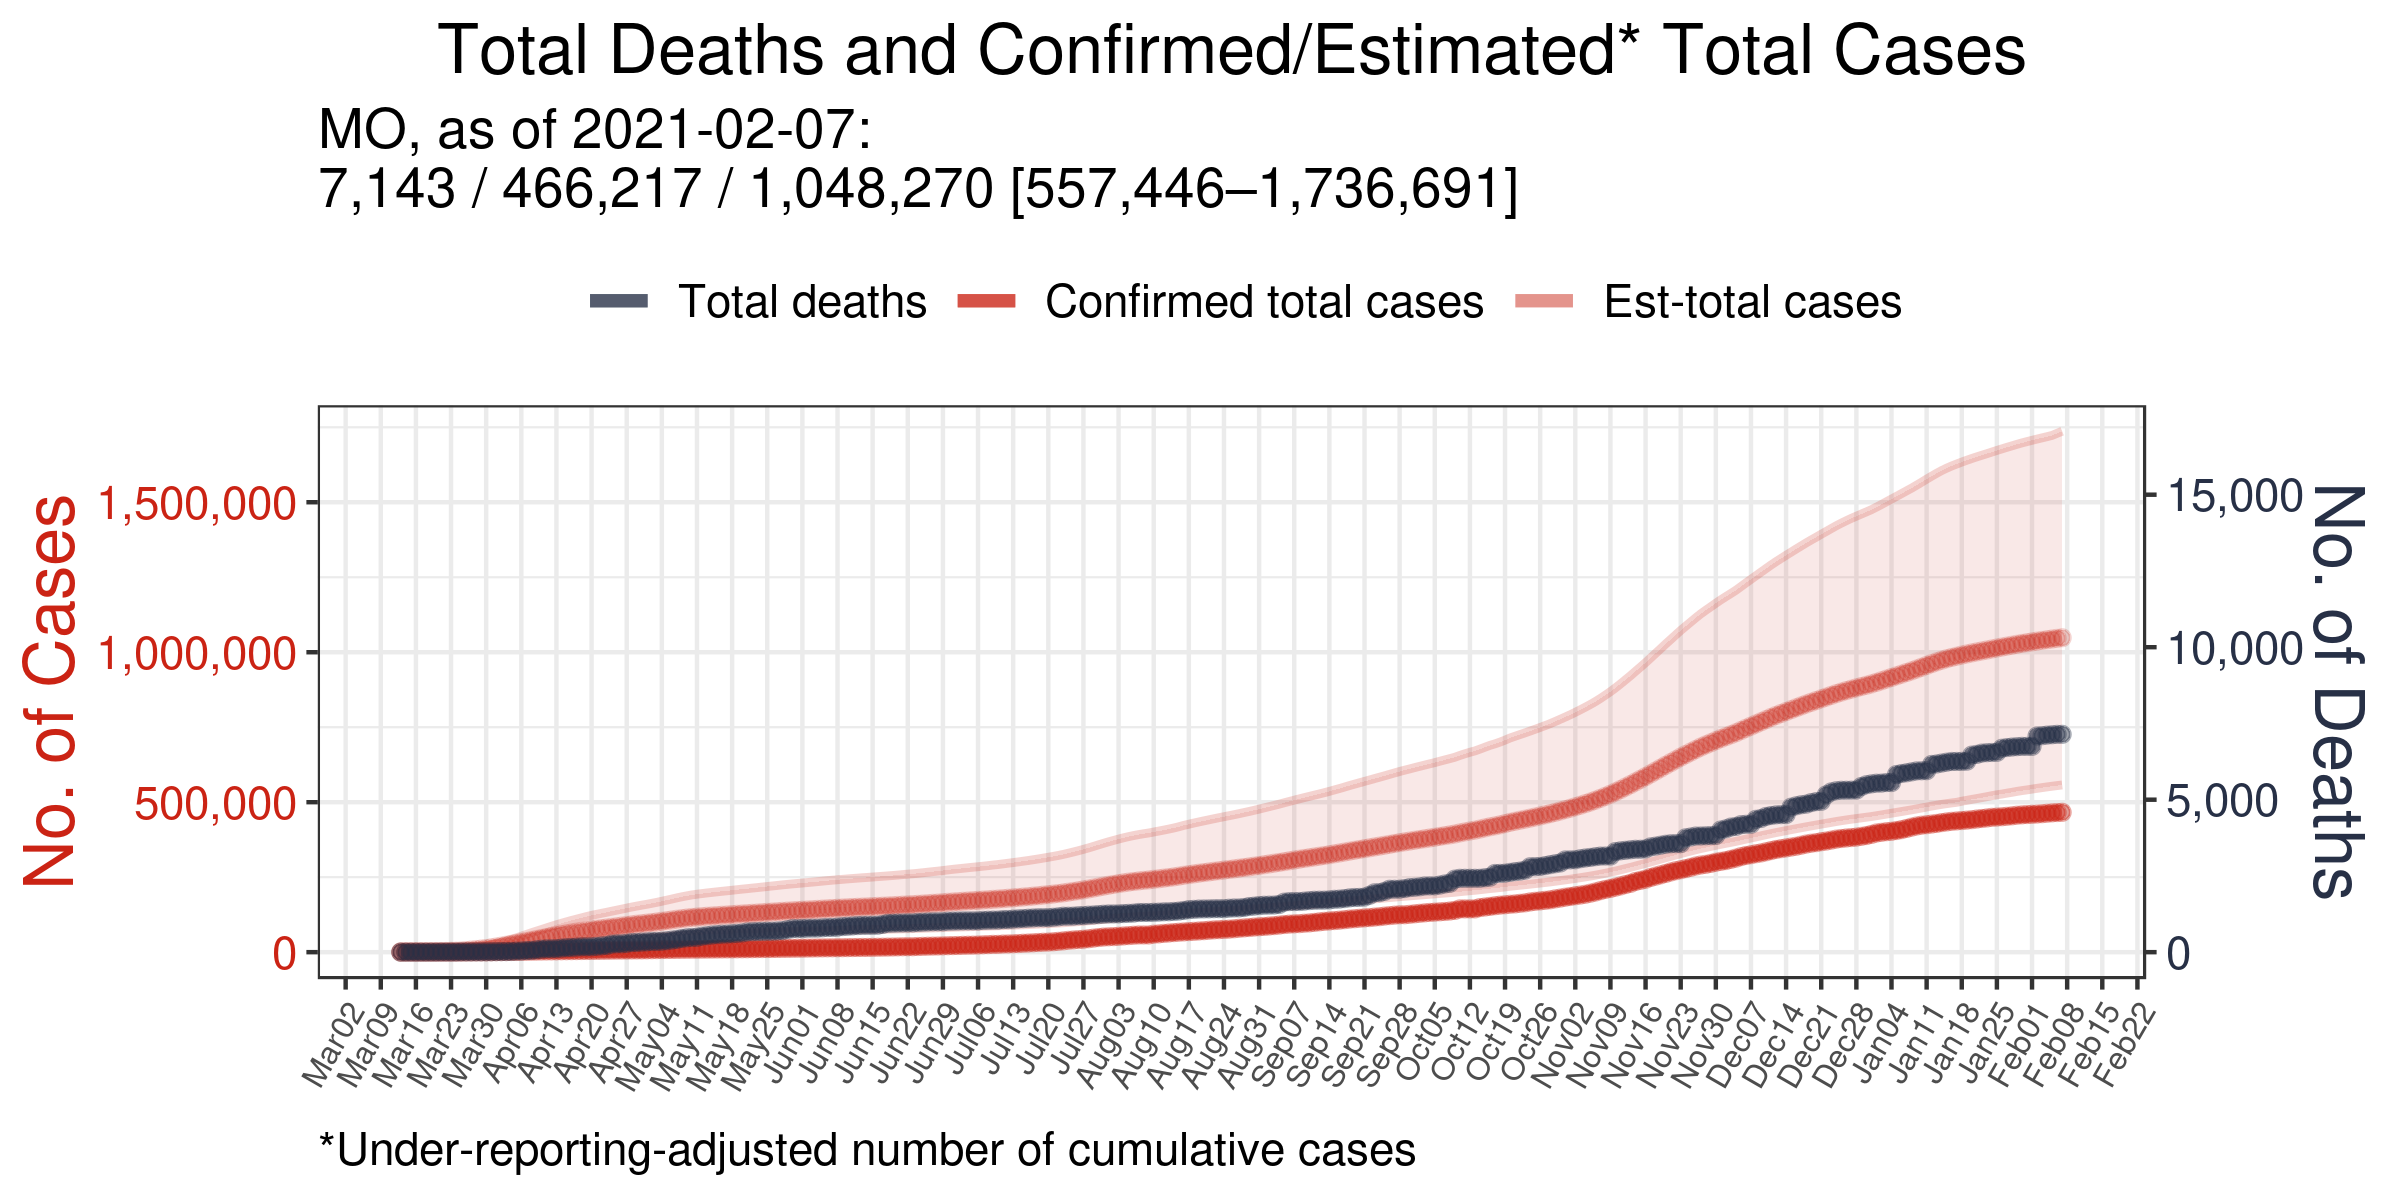 Total Deaths and Confirmed/Estimated* Total Cases
MO, as of 2021-02-07:
7,143 / 466,217 / 1,048,270 [557,446–1,736,691]
Total deaths
Confirmed total cases
Est-total cases
No. of Cases
1,500,000
1,000,000
500,000
0
15,000
10,000
5,000
0
No. of Deaths
Mar02
Mar09
Mar16
Mar23
Mar30
Apr06
Apr13
Apr20
Apr27
May04
May11
May18
May25
Jun01
Jun08
Jun15
Jun22
Jun29
Jul06
Jul13
Jul20
Jul27
Aug03
Aug10
Aug17
Aug24
Aug31
Sep07
Sep14
Sep21
Sep28
Oct05
Oct12
Oct19
Oct26
Nov02
Nov09
Nov16
Nov23
Nov30
Dec07
Dec14
Dec21
Dec28
Jan04
Jan11
Jan18
Jan25
Feb01
Feb08
Feb15
Feb22
*Under-reporting-adjusted number of cumulative cases